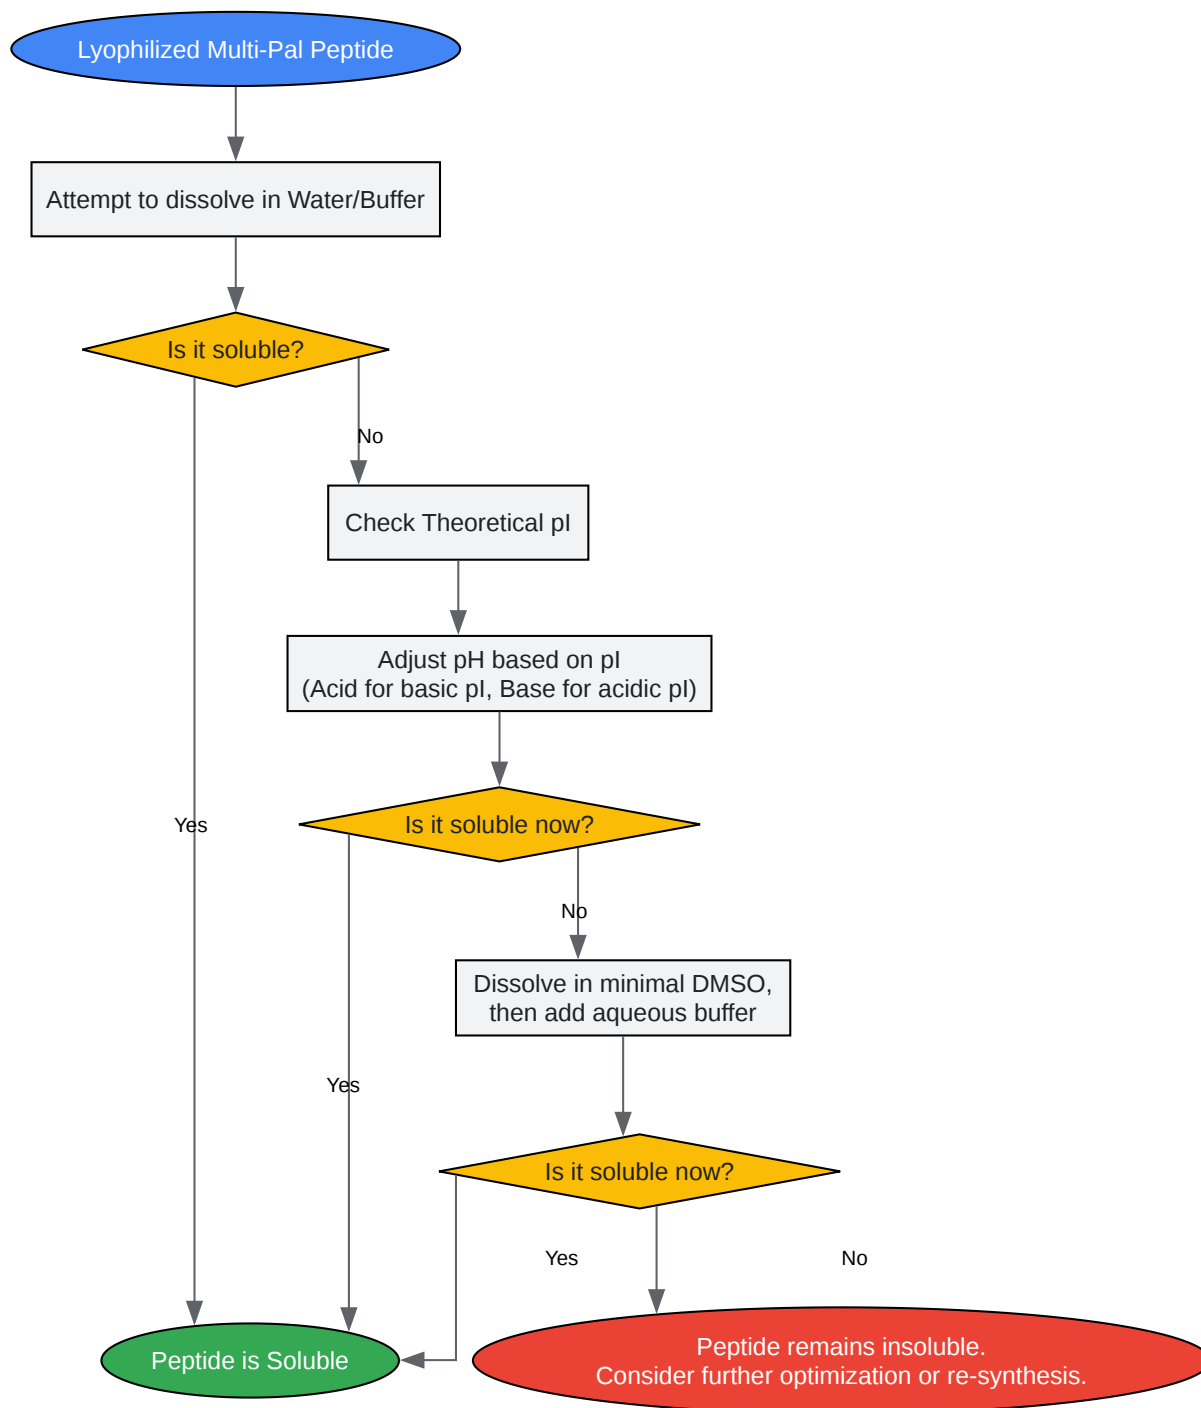 Lyophilized Multi-Pal Peptide
Attempt to dissolve in Water/Buffer
Is it soluble?
No
Check Theoretical pI
Adjust pH based on pI
(Acid for basic pI, Base for acidic pI)
Yes
Is it soluble now?
No
Dissolve in minimal DMSO,
then add aqueous buffer
Yes
Is it soluble now?
Yes
No
Peptide is Soluble
Peptide remains insoluble.
Consider further optimization or re-synthesis.